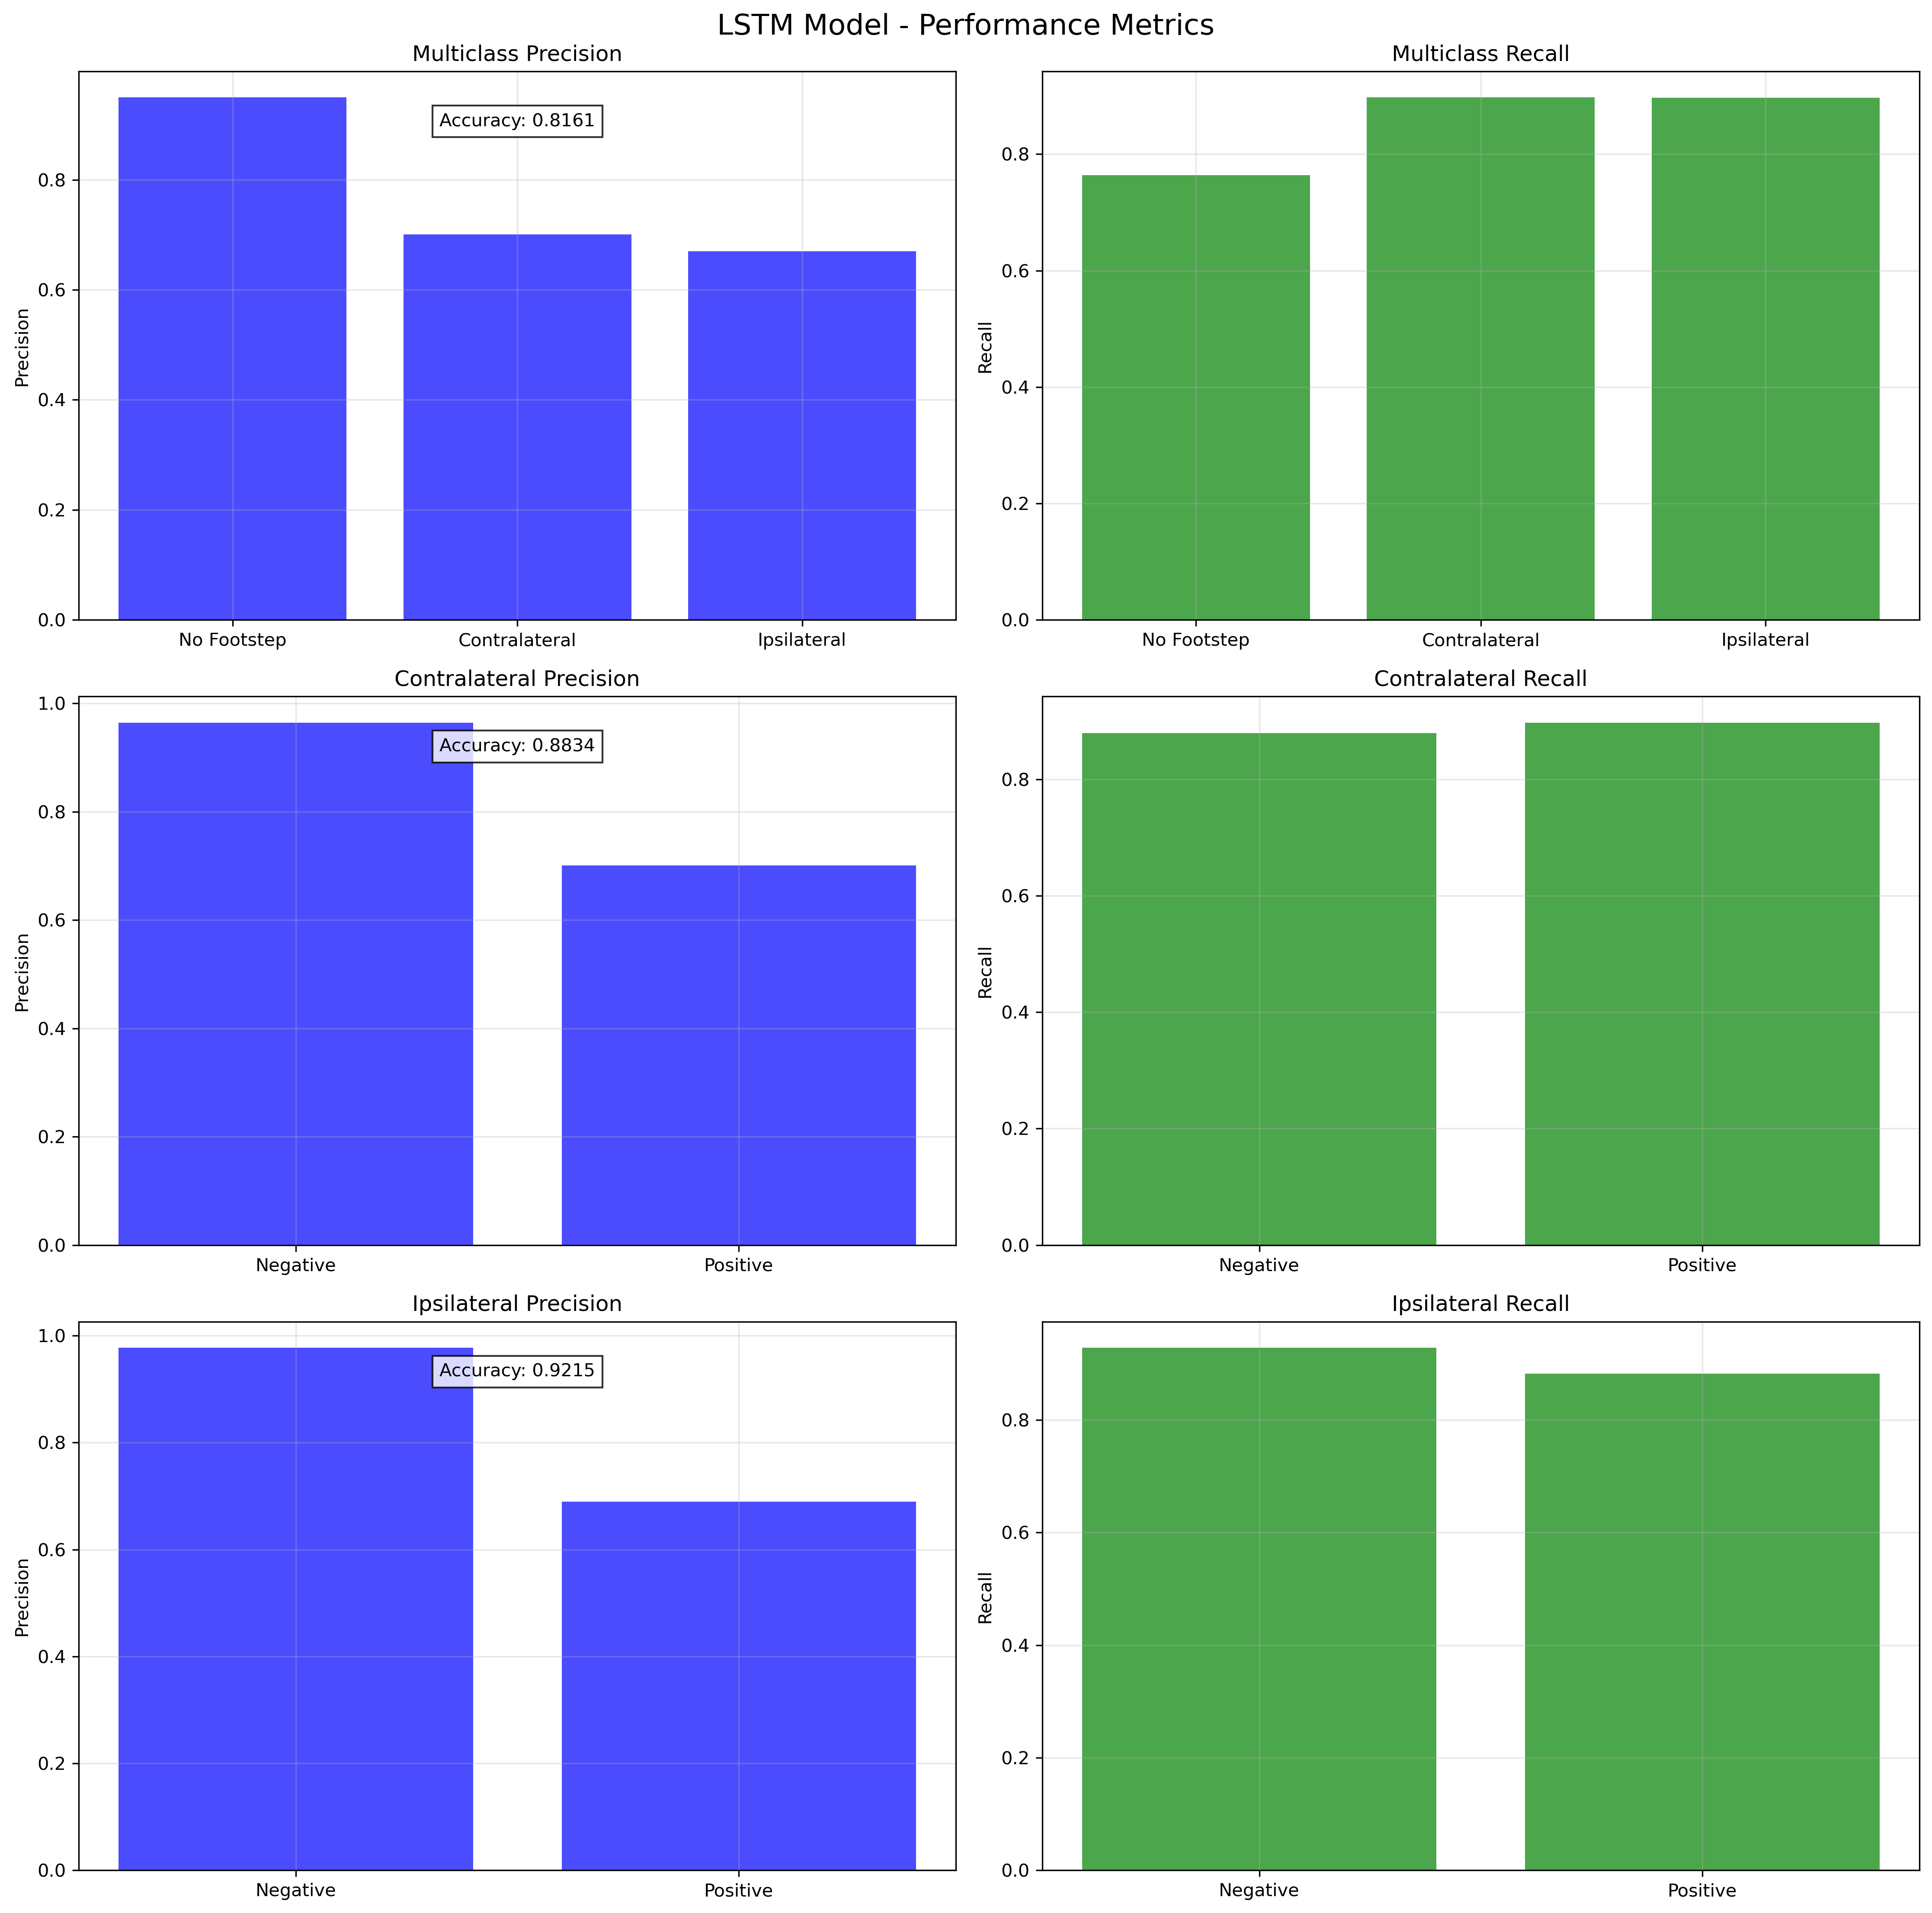 LSTM Model - Performance Metrics
Multiclass Precision
Accuracy: 0.8161
Precision
0.8
0.6
0.4
0.2
0.0
No Footstep
Contralateral
Ipsilateral
Multiclass Recall
Recall
0.8
0.6
0.4
0.2
0.0
No Footstep
Contralateral
Ipsilateral
Contralateral Precision
Accuracy: 0.8834
Precision
1.0
0.8
0.6
0.4
0.2
0.0
Negative
Positive
Contralateral Recall
Recall
0.8
0.6
0.4
0.2
0.0
Negative
Positive
Ipsilateral Precision
Accuracy: 0.9215
Precision
1.0
0.8
0.6
0.4
0.2
0.0
Negative
Positive
Ipsilateral Recall
Recall
0.8
0.6
0.4
0.2
0.0
Negative
Positive